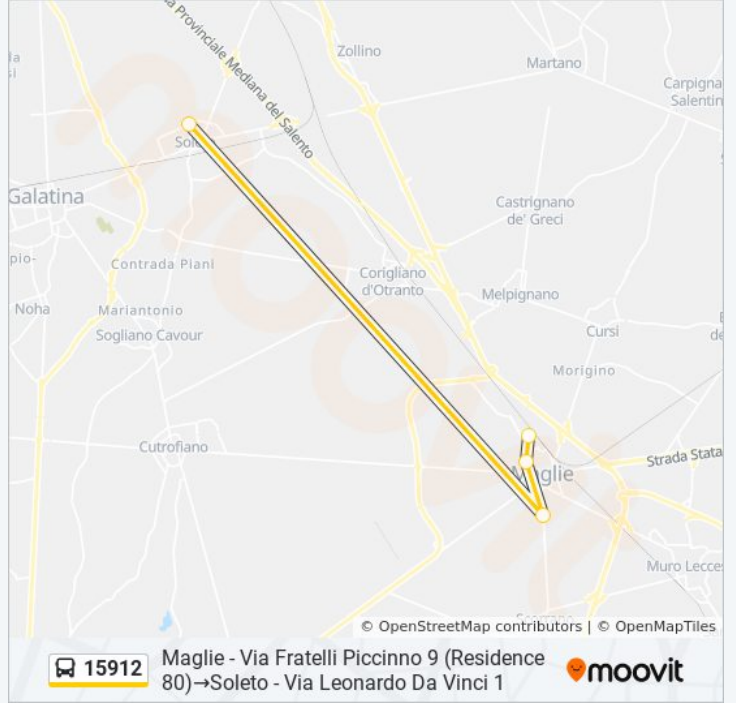 Provinciale Mediana del Salento
Zollino
Martano
Carpigna
Salentin
Galatina
Castrignano
de' Greci
pio-
Contrada Piani
Corigliano
d'Otranto
Melpignano
Noha
Mariantonio
Sogliano Cavour
Cursi
Morigino
Cutrofiano
Maglie
Strada Stata
Muro Lecces
© OpenStreetMap contributors | © OpenMapTiles
15912
Maglie - Via Fratelli Piccinno 9 (Residence
80)→Soleto - Via Leonardo Da Vinci 1
moovit